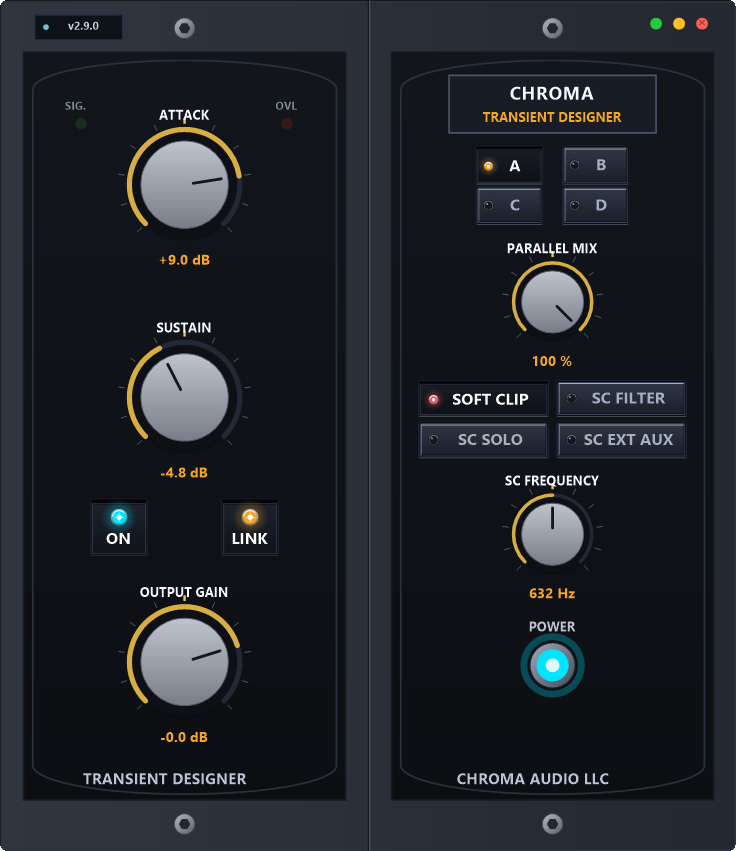 v2.9.0
SIG.
OVL
ATTACK
+9.0 dB
SUSTAIN
-4.8 dB
ON
LINK
OUTPUT GAIN
-0.0 dB
TRANSIENT DESIGNER
CHROMA
TRANSIENT DESIGNER
A
B
C
D
PARALLEL MIX
100 %
SOFT CLIP
SC FILTER
SC SOLO
SC EXT AUX
SC FREQUENCY
632 Hz
POWER
CHROMA AUDIO LLC